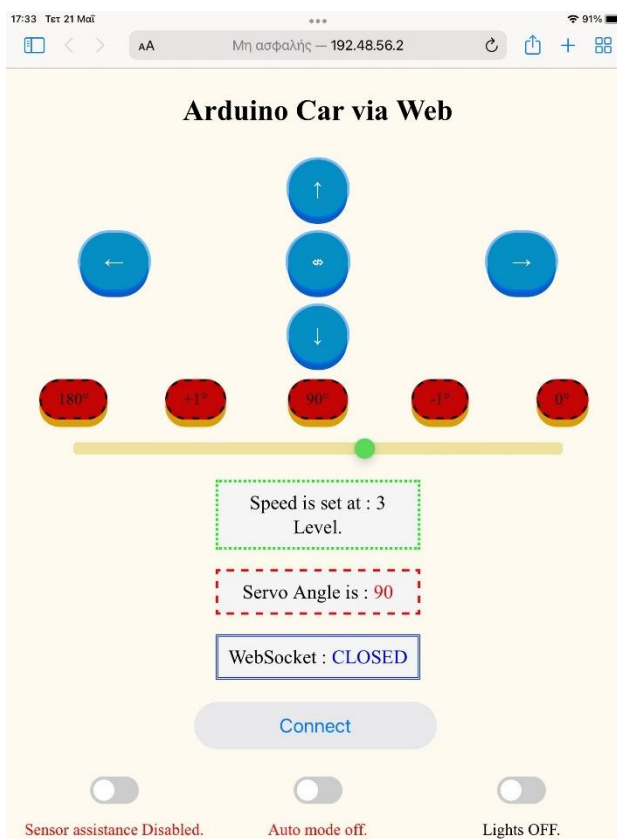 17:33 Τετ 21 Μαΐ
91%
AA
Μη ασφαλής — 192.48.56.2
Arduino Car via Web
↑
←
→
↓
180°
+1°
90°
-1°
0°
Speed is set at : 3
Level.
Servo Angle is : 90
WebSocket : CLOSED
Connect
Sensor assistance Disabled.
Auto mode off.
Lights OFF.